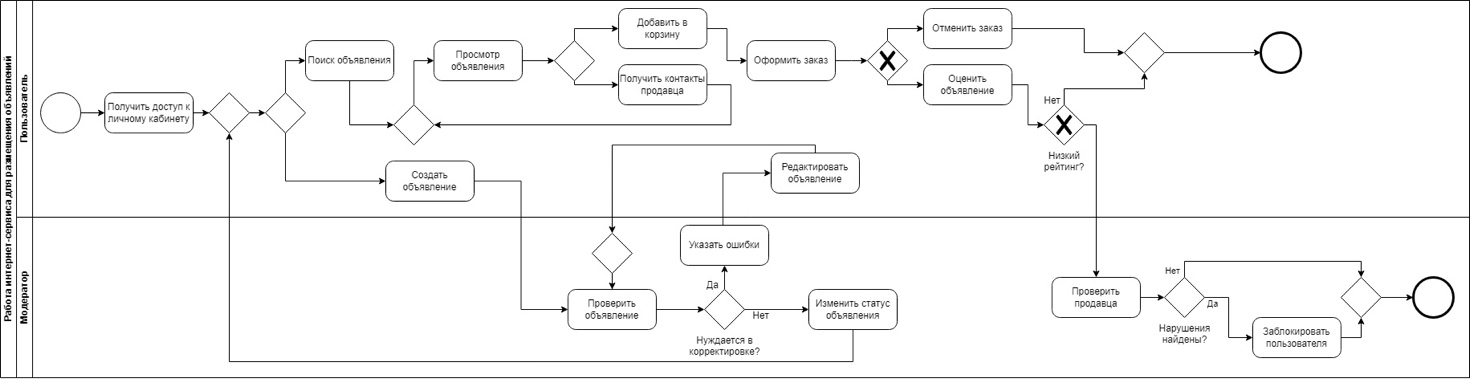 Работа интернет-сервиса для размещения объявлений
Пользователь
Получить доступ к
личному кабинету
Поиск объявления
Просмотр
объявления
Добавить в
корзину
Получить контакты
продавца
Оформить заказ
Отменить заказ
Оценить
объявление
Нет
Низкий
рейтинг?
Создать
объявление
Редактировать
объявление
Модератор
Указать ошибки
Да
Проверить
объявление
Нет
Нуждается в
корректировке?
Изменить статус
объявления
Проверить
продавца
Нет
Да
Нарушения
найдены?
Заблокировать
пользователя